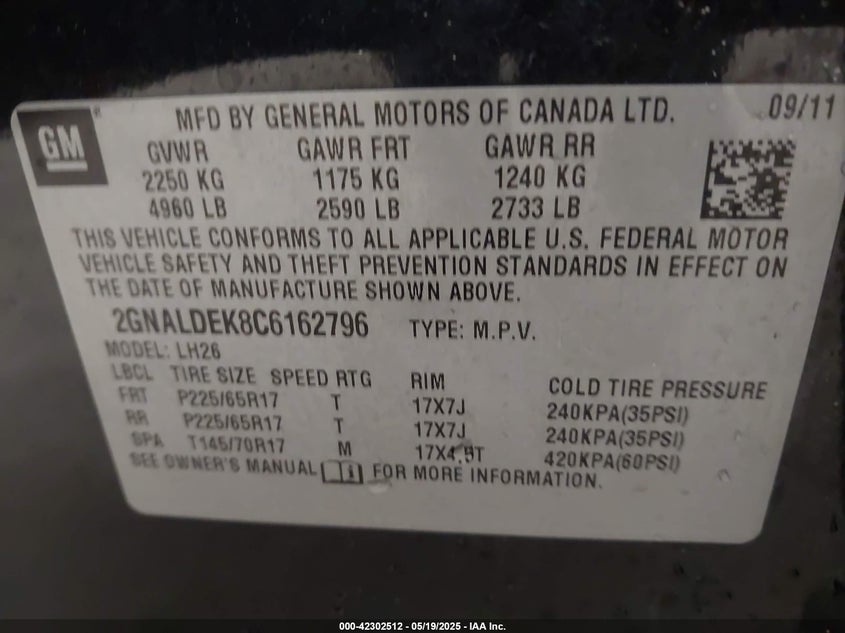 GM
MFD BY GENERAL MOTORS OF CANADA LTD. 09/11
GVWR GAWR FRT GAWR RR
2250 KG 1175 KG 1240 KG
4960 LB 2590 LB 2733 LB
THIS VEHICLE CONFORMS TO ALL APPLICABLE U.S. FEDERAL MOTOR
VEHICLE SAFETY AND THEFT PREVENTION STANDARDS IN EFFECT ON
THE DATE OF MANUFACTURE SHOWN ABOVE.
2GNALDEK8C6162796 TYPE: M.P.V.
MODEL: LH26
LBCL TIRE SIZE SPEED RTG RIM COLD TIRE PRESSURE
FRT P225/65R17 T 17X7J 240KPA(35PSI)
RR P225/65R17 T 17X7J 240KPA(35PSI)
SPA T145/70R17 M 17X4.5T 420KPA(60PSI)
SEE OWNER'S MANUAL FOR MORE INFORMATION.
000-42302512 - 05/19/2025 - IAA Inc.